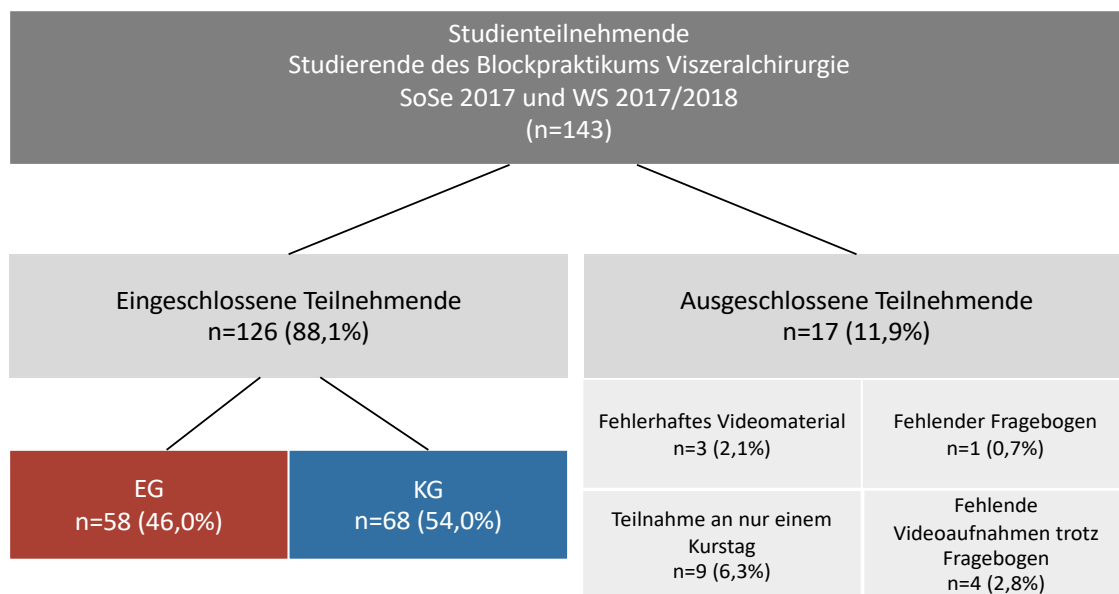 Studienteilnehmende
Studierende des Blockpraktikums Viszeralchirurgie
SoSe 2017 und WS 2017/2018
(n=143)
Eingeschlossene Teilnehmende
n=126 (88,1%)
Ausgeschlossene Teilnehmende
n=17 (11,9%)
EG
n=58 (46,0%)
KG
n=68 (54,0%)
Fehlerhaftes Videomaterial
n=3 (2,1%)
Fehlender Fragebogen
n=1 (0,7%)
Teilnahme an nur einem
Kurstag
n=9 (6,3%)
Fehlende
Videoaufnahmen trotz
Fragebogen
n=4 (2,8%)